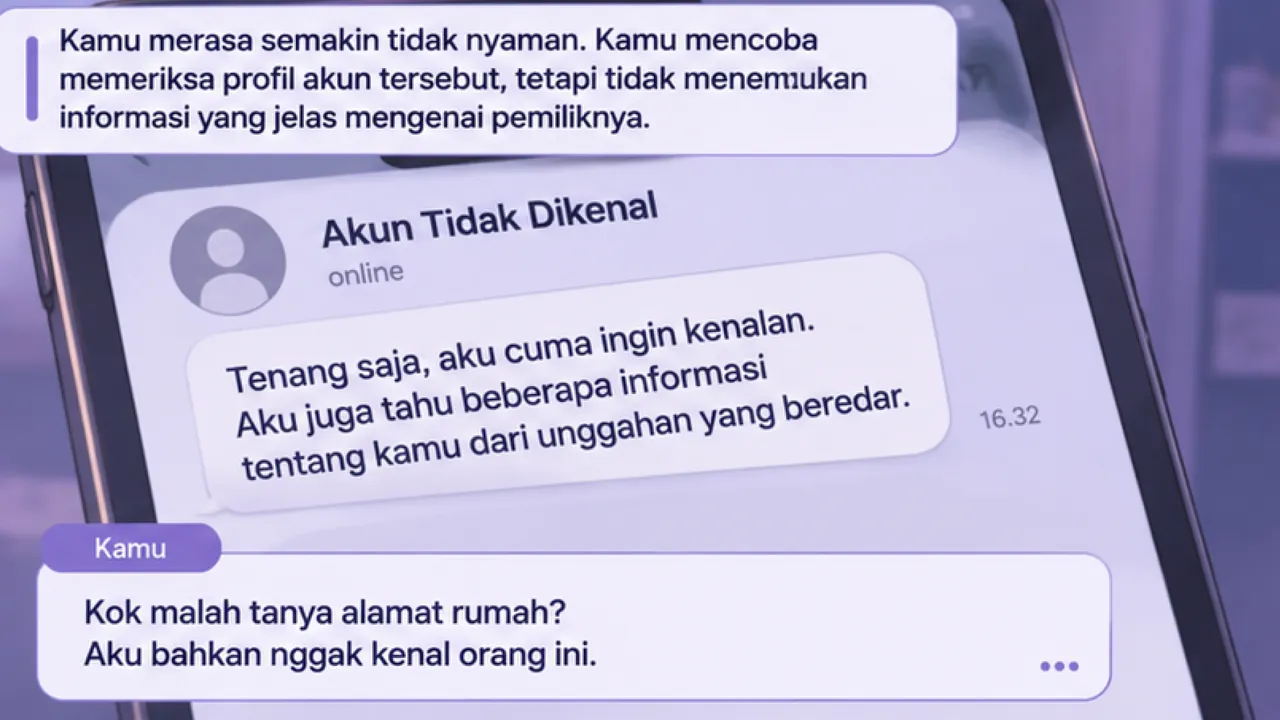 Kamu merasa semakin tidak nyaman. Kamu mencoba
memeriksa profil akun tersebut, tetapi tidak menemukan
informasi yang jelas mengenai pemiliknya.
Akun Tidak Dikenal
online
Tenang saja, aku cuma ingin kenalan.
Aku juga tahu beberapa informasi
tentang kamu dari unggahan yang beredar.
16.32
Kamu
Kok malah tanya alamat rumah?
Aku bahkan nggak kenal orang ini.